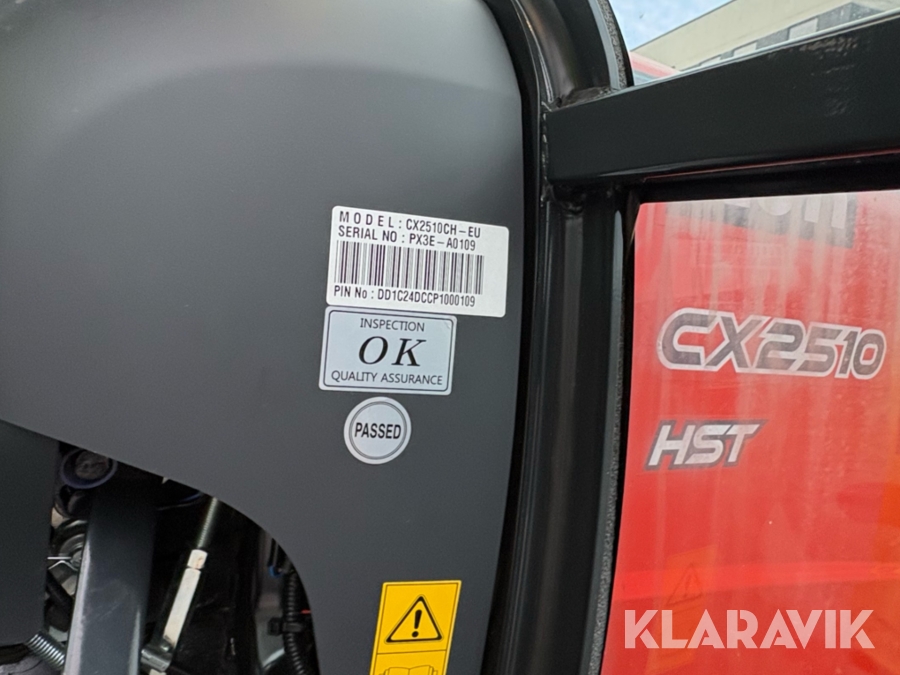 MODEL : CX2510CH-EU
SERIAL NO : PX3E-A0109
PIN No : DD1C24DCCP1000109
INSPECTION
OK
QUALITY ASSURANCE
PASSED
CX2510
HST
KLARAVIK